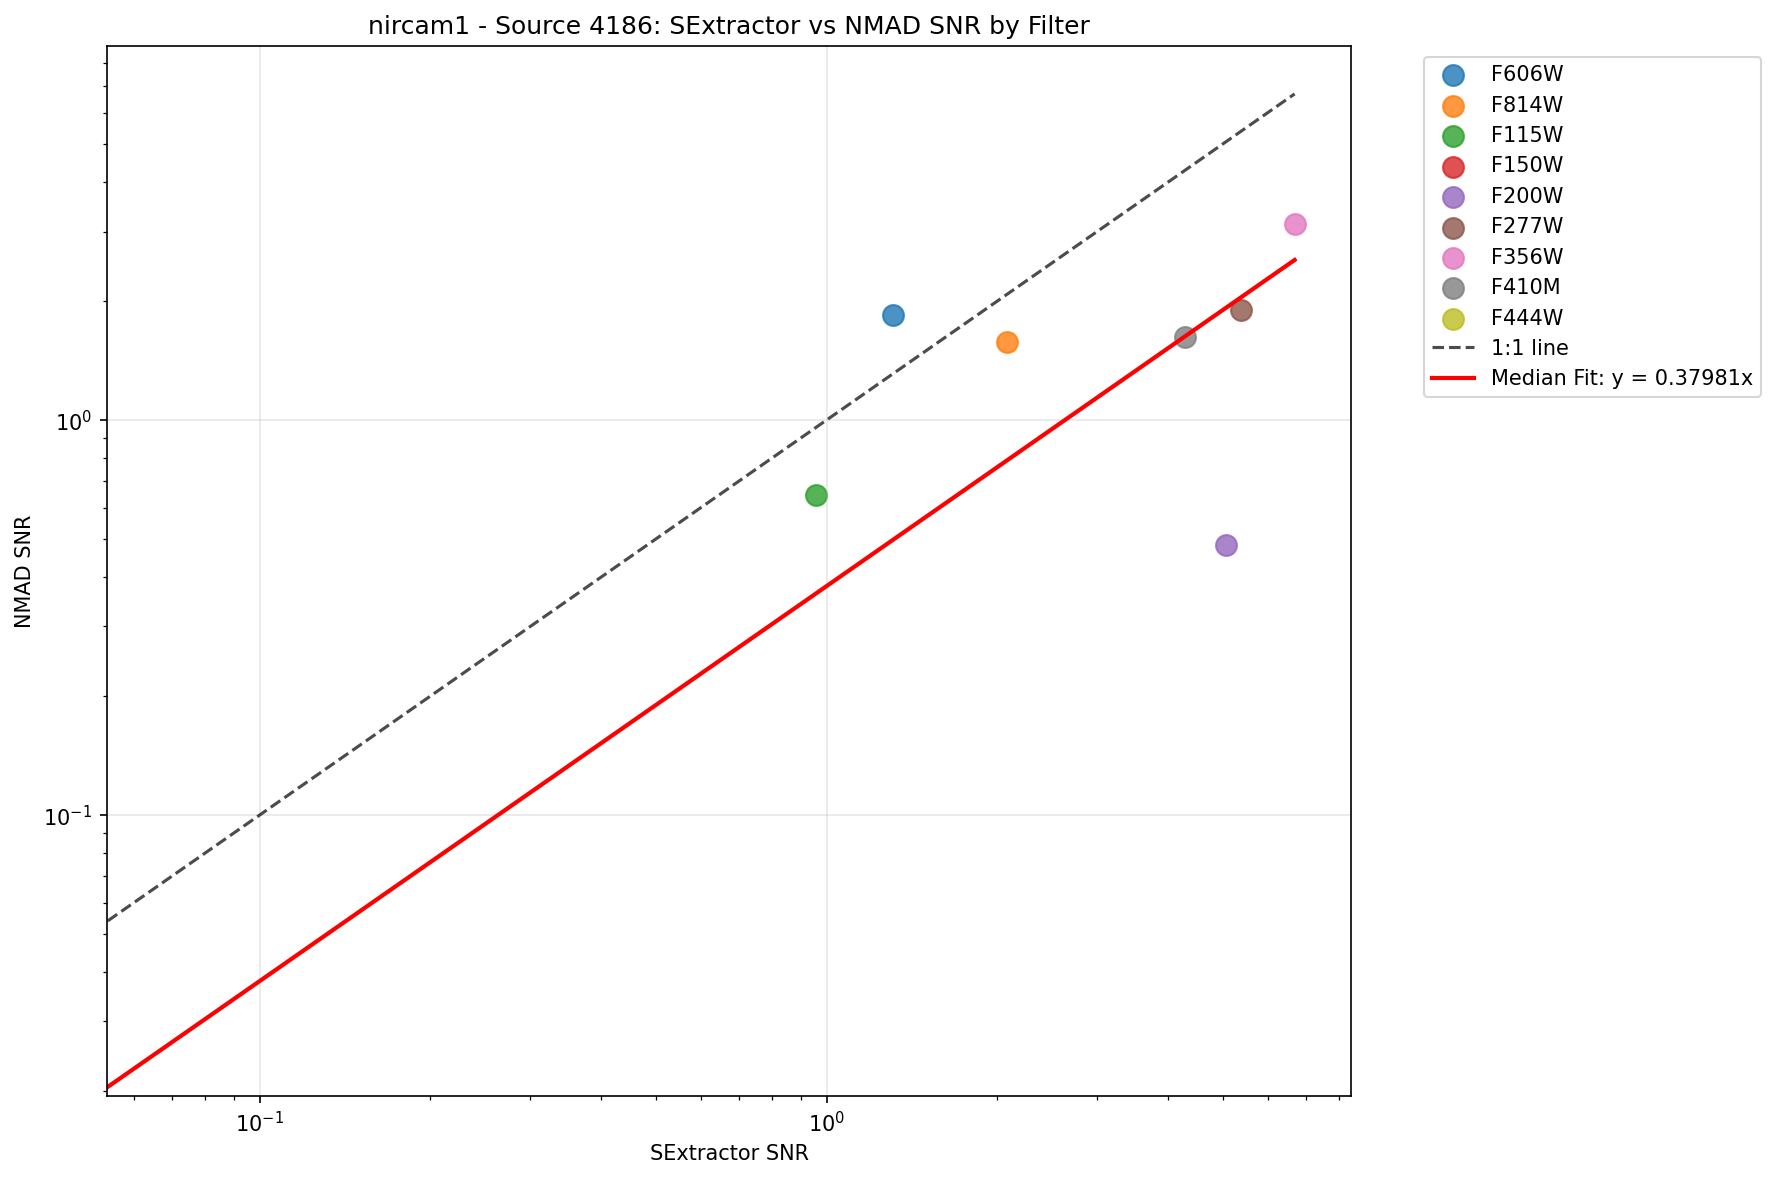 nircam1 - Source 4186: SExtractor vs NMAD SNR by Filter
F606W
F814W
F115W
F150W
F200W
F277W
F356W
F410M
F444W
1:1 line
Median Fit: y = 0.37981x
NMAD SNR
10⁰
10⁻¹
10⁻¹
10⁰
SExtractor SNR